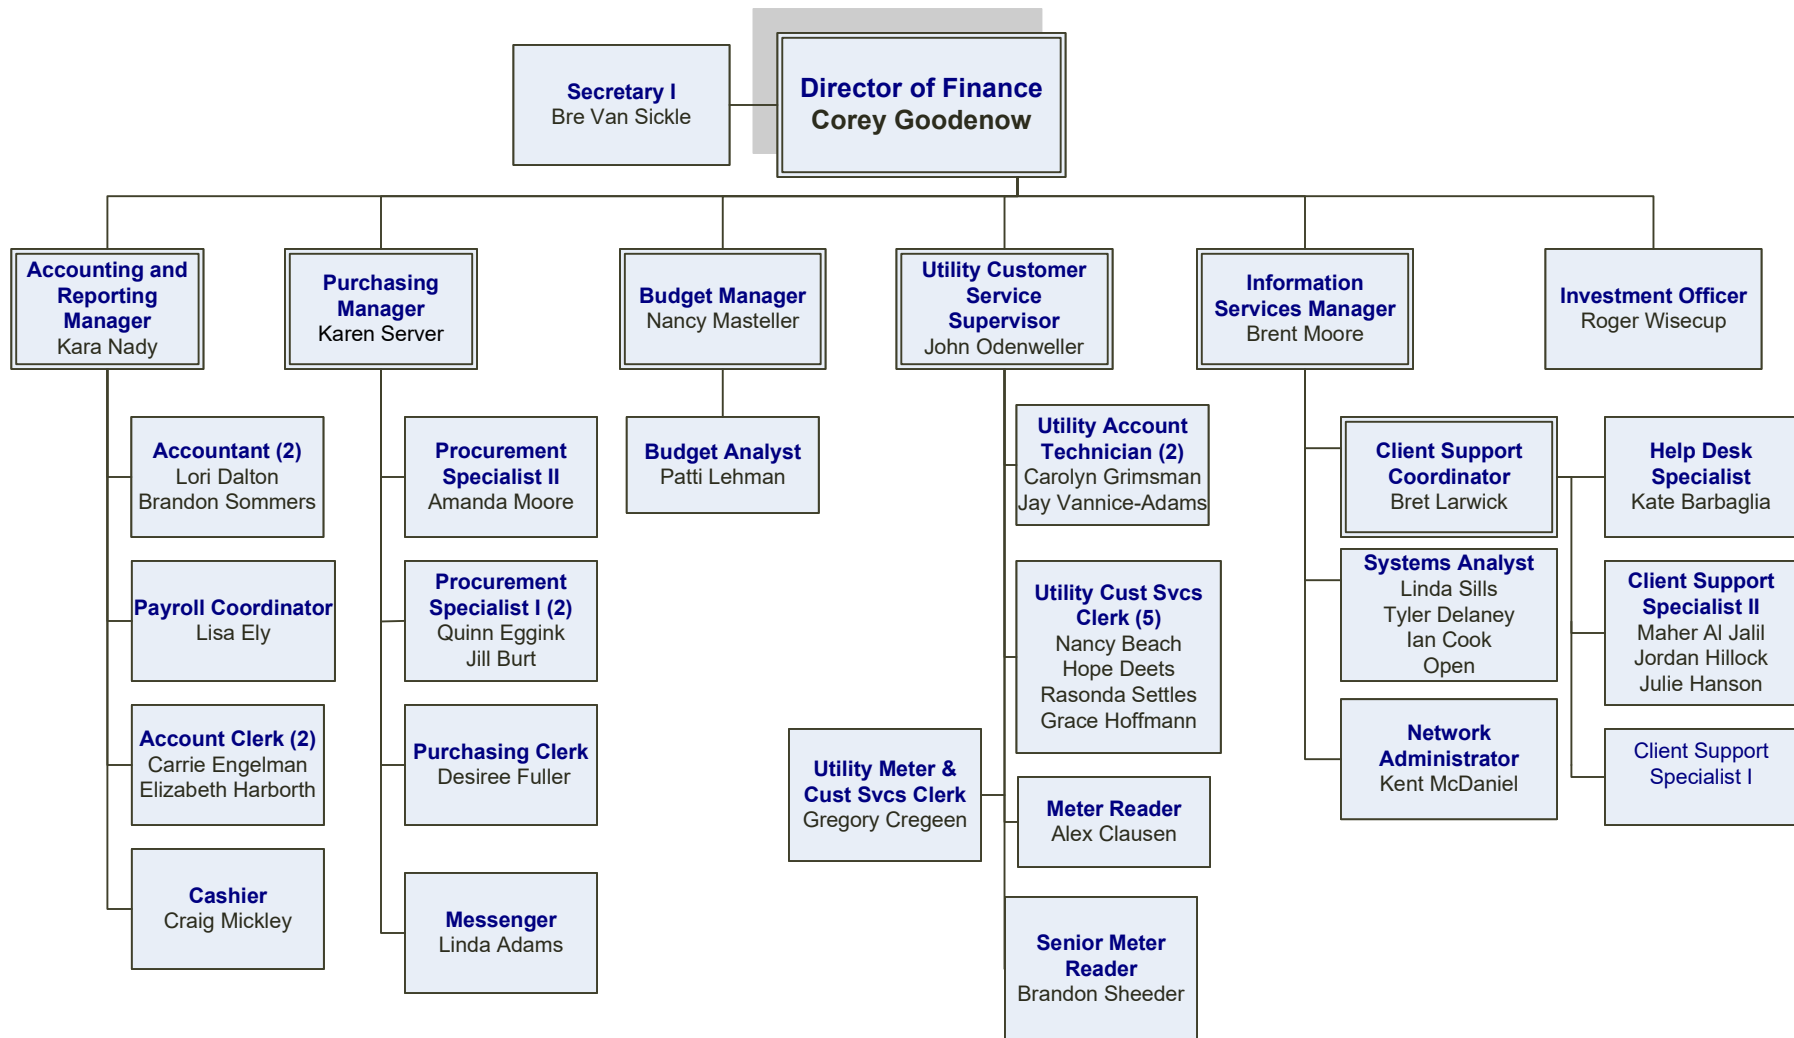 Secretary I
Bre Van Sickle
Director of Finance
Corey Goodenow
Accounting and
Reporting
Manager
Kara Nady
Purchasing
Manager
Karen Server
Budget Manager
Nancy Masteller
Utility Customer
Service
Supervisor
John Odenweller
Information
Services Manager
Brent Moore
Investment Officer
Roger Wisecup
Accountant (2)
Lori Dalton
Brandon Sommers
Payroll Coordinator
Lisa Ely
Account Clerk (2)
Carrie Engelman
Elizabeth Harborth
Cashier
Craig Mickley
Procurement
Specialist II
Amanda Moore
Procurement
Specialist I (2)
Quinn Eggink
Jill Burt
Purchasing Clerk
Desiree Fuller
Messenger
Linda Adams
Budget Analyst
Patti Lehman
Utility Account
Technician (2)
Carolyn Grimsman
Jay Vannice-Adams
Utility Cust Svcs
Clerk (5)
Nancy Beach
Hope Deets
Rasonda Settles
Grace Hoffmann
Utility Meter &
Cust Svcs Clerk
Gregory Cregeen
Meter Reader
Alex Clausen
Senior Meter
Reader
Brandon Sheeder
Client Support
Coordinator
Bret Larwick
Systems Analyst
Linda Sills
Tyler Delaney
Ian Cook
Open
Network
Administrator
Kent McDaniel
Help Desk
Specialist
Kate Barbaglia
Client Support
Specialist II
Maher Al Jalil
Jordan Hillock
Julie Hanson
Client Support
Specialist I